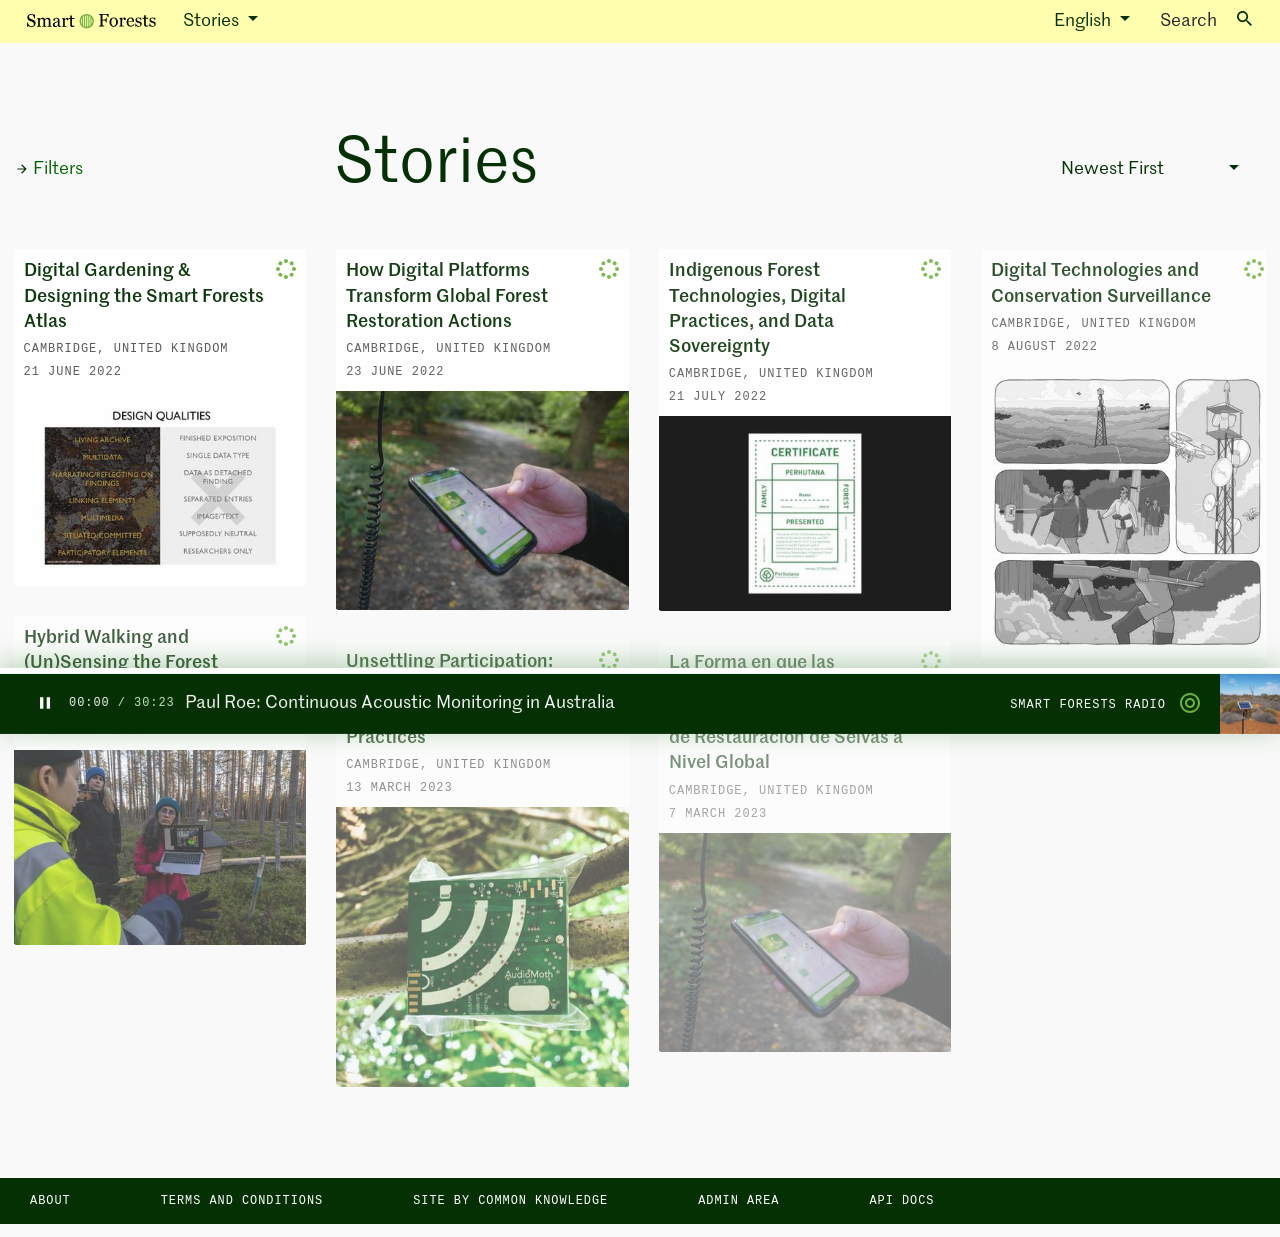 Smart Forests
Stories
English
Search
Filters
Stories
Newest First
Digital Gardening &
Designing the Smart Forests
Atlas
CAMBRIDGE, UNITED KINGDOM
21 JUNE 2022
DESIGN QUALITIES
LIVING ARCHIVE
MULTIDATA
NARRATING/REFLECTING ON
FINDINGS
LINKING ELEMENTS
MULTIMEDIA
SITUATED/COMMITTED
PARTICIPATORY ELEMENTS
FINISHED EXPOSITION
SINGLE DATA TYPE
DATA AS DETACHED
FINDING
SEPARATED ENTRIES
IMAGE/TEXT
SUPPOSEDLY NEUTRAL
RESEARCHERS ONLY
How Digital Platforms
Transform Global Forest
Restoration Actions
CAMBRIDGE, UNITED KINGDOM
23 JUNE 2022
Indigenous Forest
Technologies, Digital
Practices, and Data
Sovereignty
CAMBRIDGE, UNITED KINGDOM
21 JULY 2022
CERTIFICATE
PERHUTANA
FAMILY
Name
FOREST
PRESENTED
Perhutana
Digital Technologies and
Conservation Surveillance
CAMBRIDGE, UNITED KINGDOM
8 AUGUST 2022
Hybrid Walking and
(Un)Sensing the Forest
Unsettling Participation:
La Forma en que las
00:00 / 30:23
Paul Roe: Continuous Acoustic Monitoring in Australia
SMART FORESTS RADIO
Practices
CAMBRIDGE, UNITED KINGDOM
13 MARCH 2023
AudioMoth
de Restauración de Selvas a
Nivel Global
CAMBRIDGE, UNITED KINGDOM
7 MARCH 2023
ABOUT
TERMS AND CONDITIONS
SITE BY COMMON KNOWLEDGE
ADMIN AREA
API DOCS